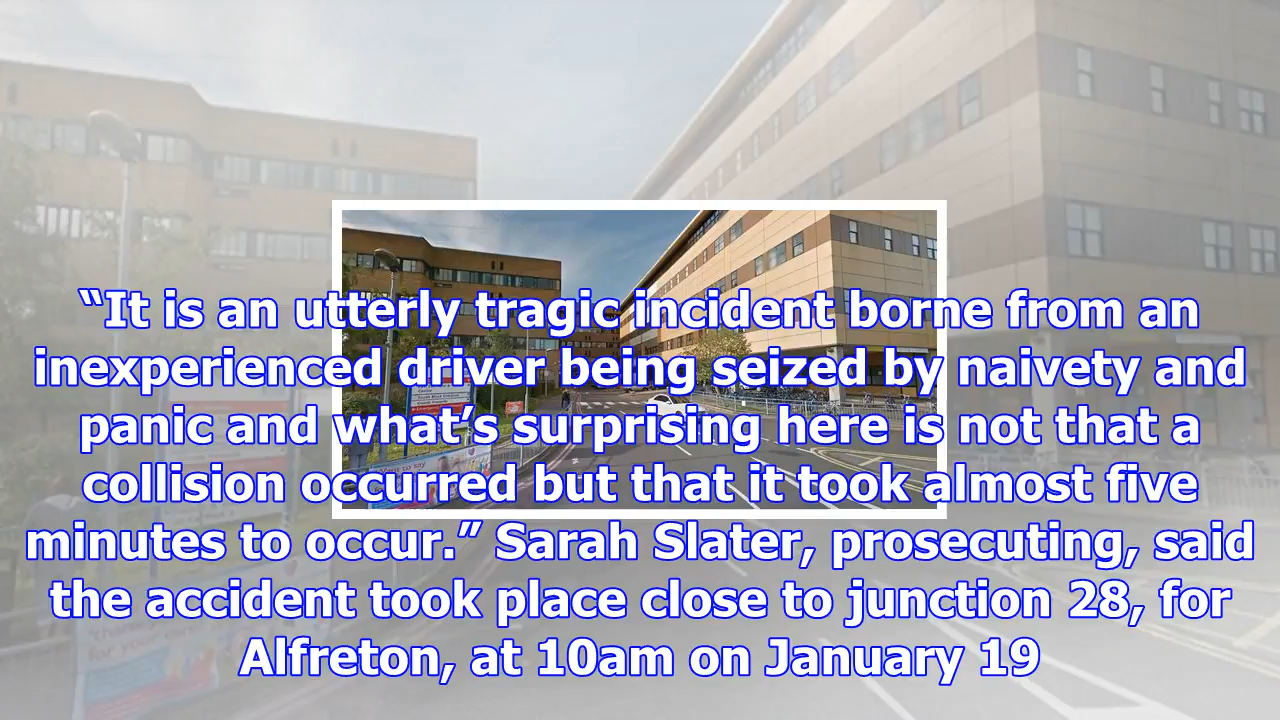 “It is an utterly tragic incident borne from an
inexperienced driver being seized by naivety and
panic and what’s surprising here is not that a
collision occurred but that it took almost five
minutes to occur.” Sarah Slater, prosecuting, said
the accident took place close to junction 28, for
Alfreton, at 10am on January 19